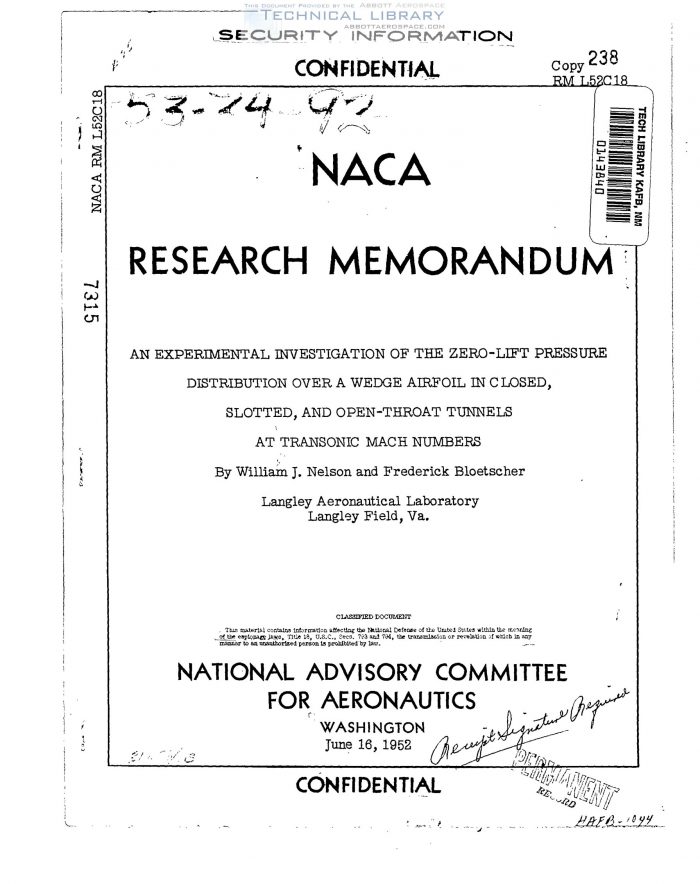 THIS DOCUMENT PROVIDED BY THE ABBOTT AEROSPACE
TECHNICAL LIBRARY
ABBOTTAEROSPACE.COM
SECURITY INFORMATION
CONFIDENTIAL
Copy 238
RM L52C18
NACA RM L52C18
7315
53-24-92
TECH LIBRARY KAFB, NM
0143840
NACA
RESEARCH MEMORANDUM
AN EXPERIMENTAL INVESTIGATION OF THE ZERO-LIFT PRESSURE
DISTRIBUTION OVER A WEDGE AIRFOIL IN CLOSED,
SLOTTED, AND OPEN-THROAT TUNNELS
AT TRANSONIC MACH NUMBERS
By William J. Nelson and Frederick Bloetscher
Langley Aeronautical Laboratory
Langley Field, Va.
CLASSIFIED DOCUMENT
This material contains information affecting the National Defense of the United States within the meaning
of the espionage laws, Title 18, U.S.C., Secs. 793 and 794, the transmission or revelation of which in any
manner to an unauthorized person is prohibited by law.
NATIONAL ADVISORY COMMITTEE
FOR AERONAUTICS
WASHINGTON
June 16, 1952
Receipt Signature Required
PERMANENT
RECORD
CONFIDENTIAL
HAFB-1044